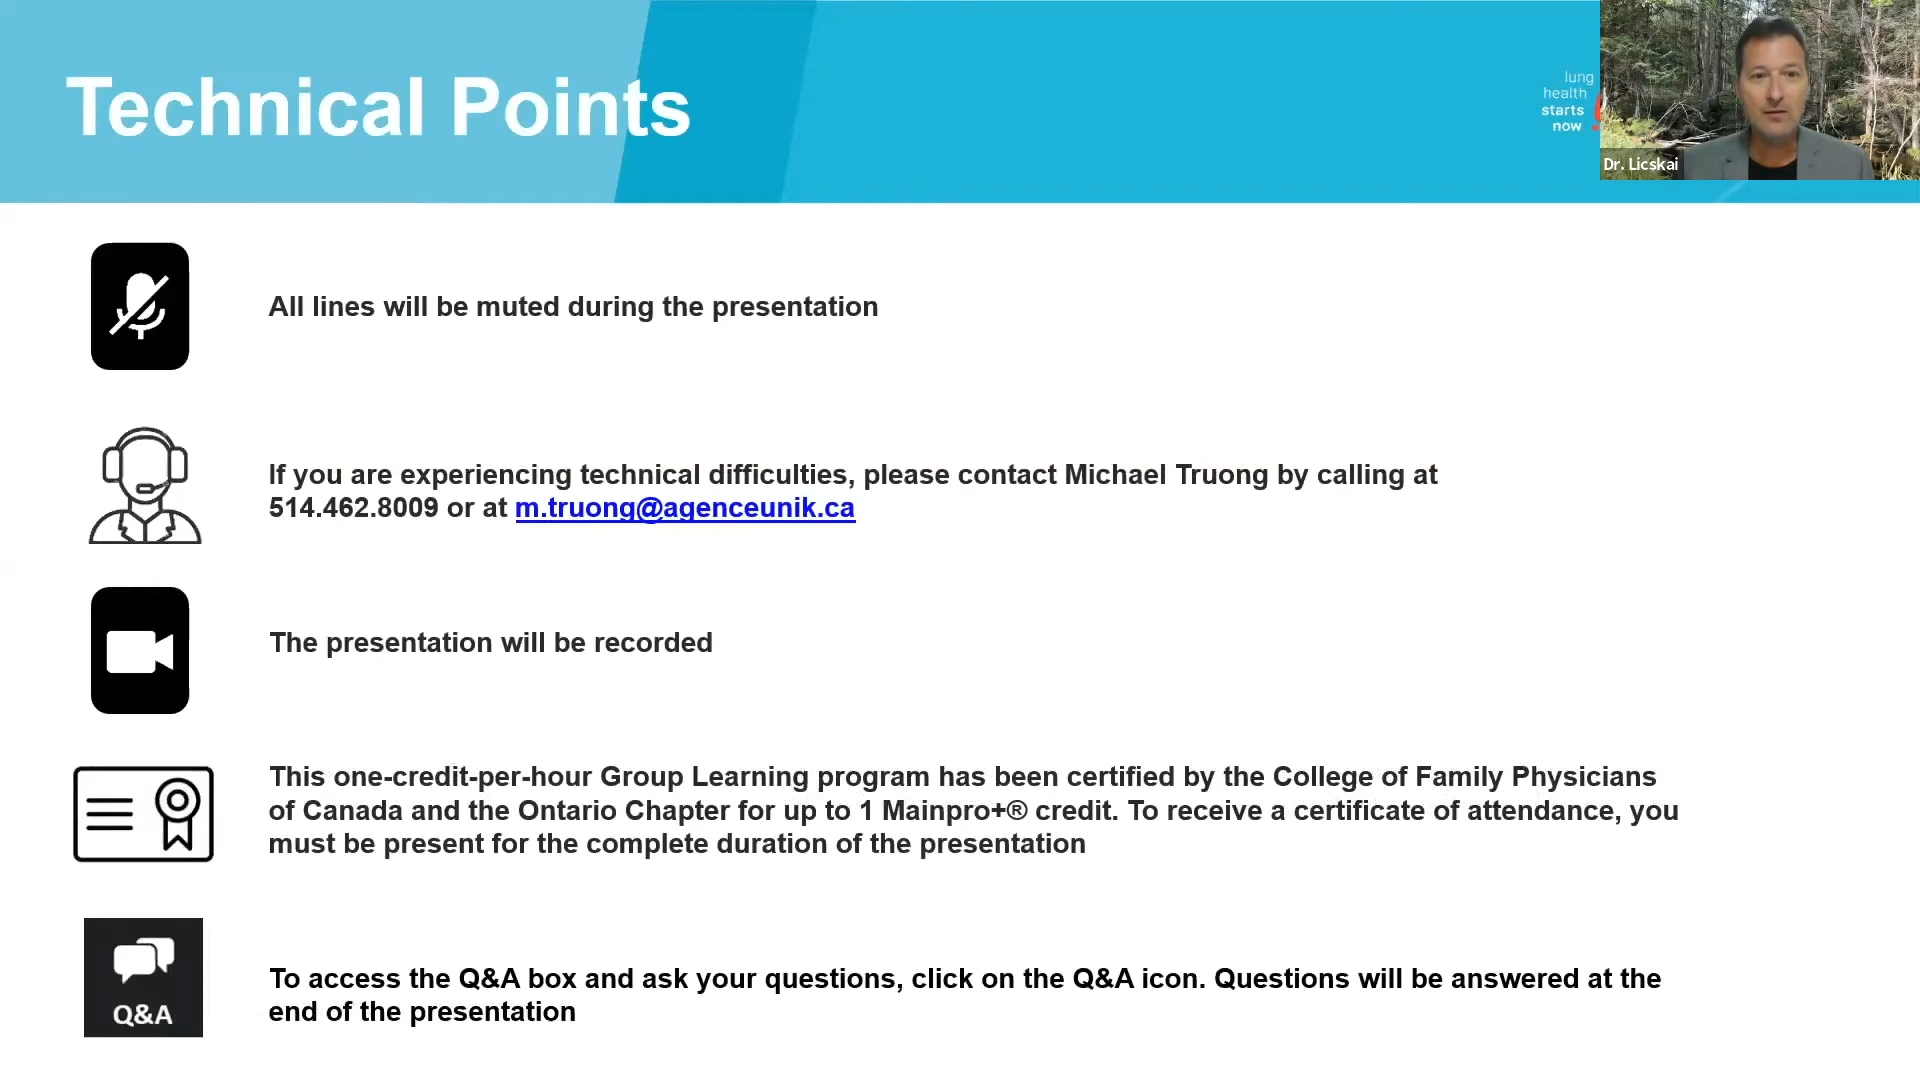 Technical Points
lung
health
starts
now
Dr. Licskai
All lines will be muted during the presentation
If you are experiencing technical difficulties, please contact Michael Truong by calling at
514.462.8009 or at m.truong@agenceunik.ca
The presentation will be recorded
This one-credit-per-hour Group Learning program has been certified by the College of Family Physicians
of Canada and the Ontario Chapter for up to 1 Mainpro+® credit. To receive a certificate of attendance, you
must be present for the complete duration of the presentation
Q&A
To access the Q&A box and ask your questions, click on the Q&A icon. Questions will be answered at the
end of the presentation